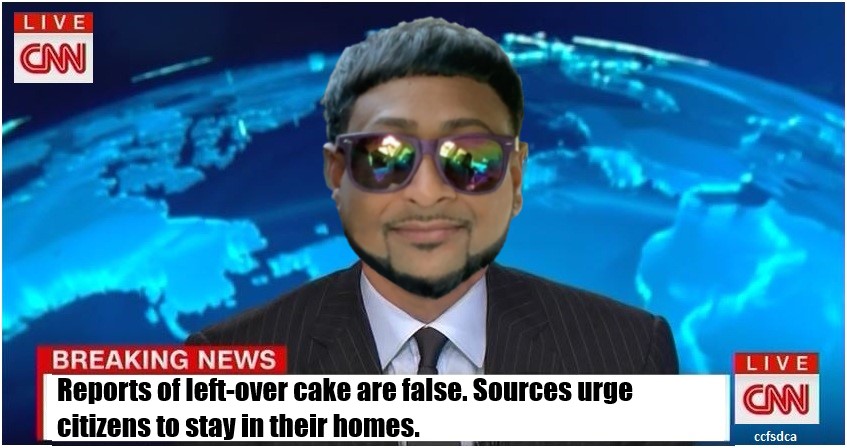 LIVE
CNN
BREAKING NEWS
Reports of left-over cake are false. Sources urge
citizens to stay in their homes.
LIVE
CNN
ccfsdca